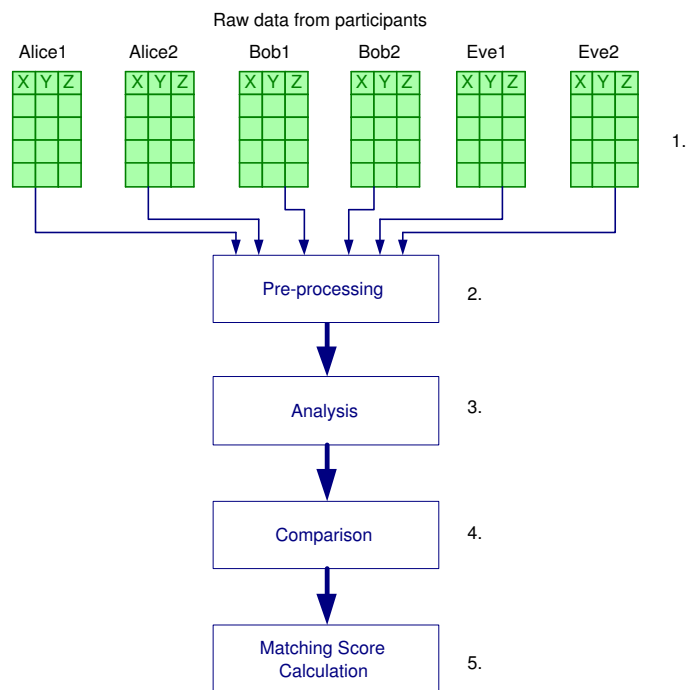 Raw data from participants
Alice1 Alice2 Bob1 Bob2 Eve1 Eve2
X Y Z X Y Z X Y Z X Y Z X Y Z X Y Z
1.
Pre-processing 2.
Analysis 3.
Comparison 4.
Matching Score
Calculation 5.